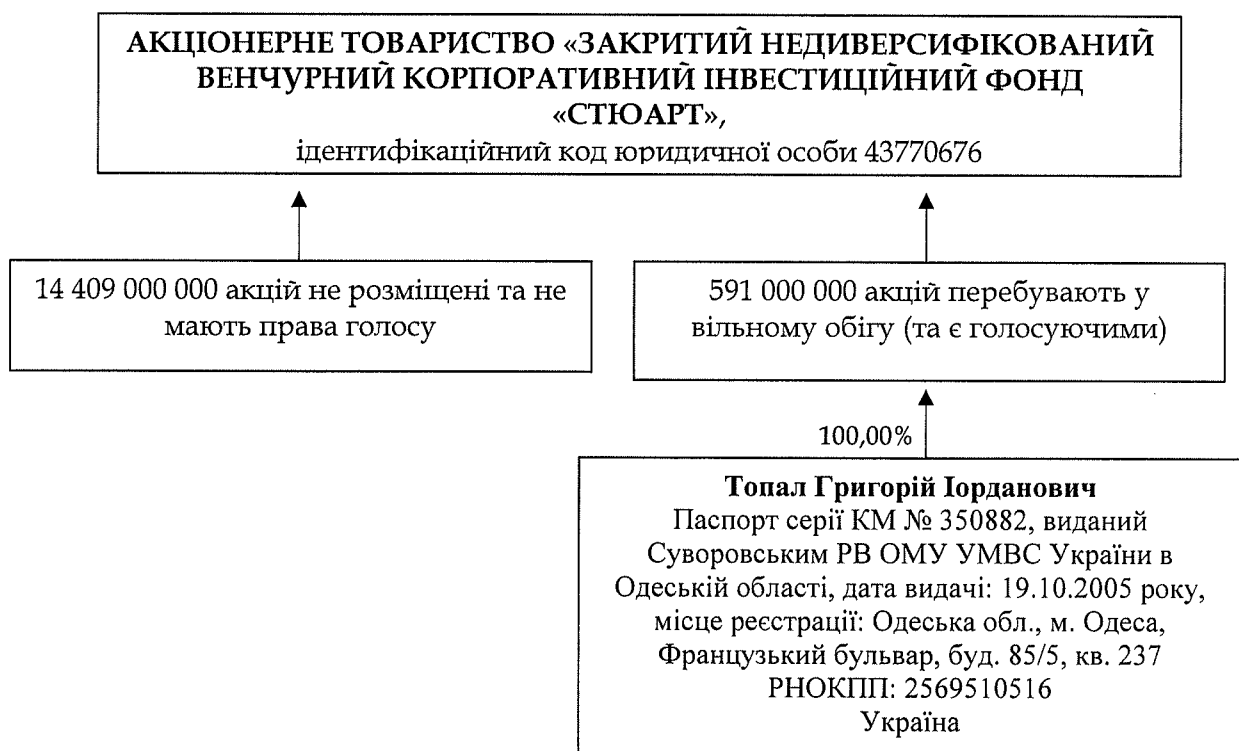 АКЦІОНЕРНЕ ТОВАРИСТВО «ЗАКРИТИЙ НЕДИВЕРСИФІКОВАНИЙ
ВЕНЧУРНИЙ КОРПОРАТИВНИЙ ІНВЕСТИЦІЙНИЙ ФОНД
«СТЮАРТ»,
ідентифікаційний код юридичної особи 43770676
14 409 000 000 акцій не розміщені та не
мають права голосу
591 000 000 акцій перебувають у
вільному обігу (та є голосуючими)
100,00%
Топал Григорій Іорданович
Паспорт серії КМ № 350882, виданий
Суворовським РВ ОМУ УМВС України в
Одеській області, дата видачі: 19.10.2005 року,
місце реєстрації: Одеська обл., м. Одеса,
Французький бульвар, буд. 85/5, кв. 237
РНОКПП: 2569510516
Україна